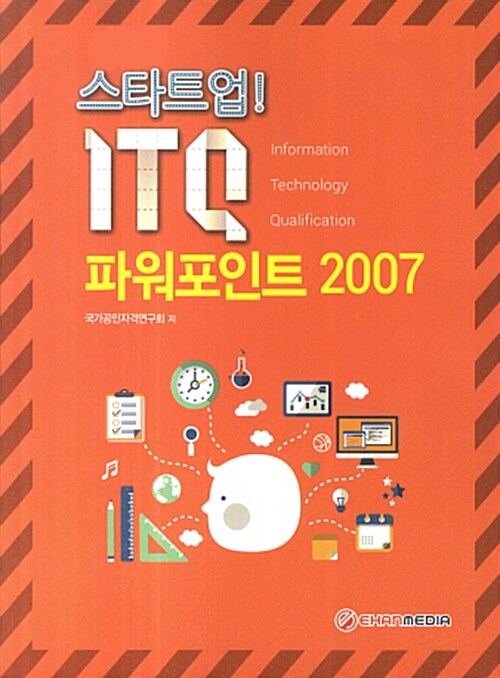 스타트업!
ITQ
Information
Technology
Qualification
파워포인트 2007
국가공인자격연구회 저
EHANMEDIA